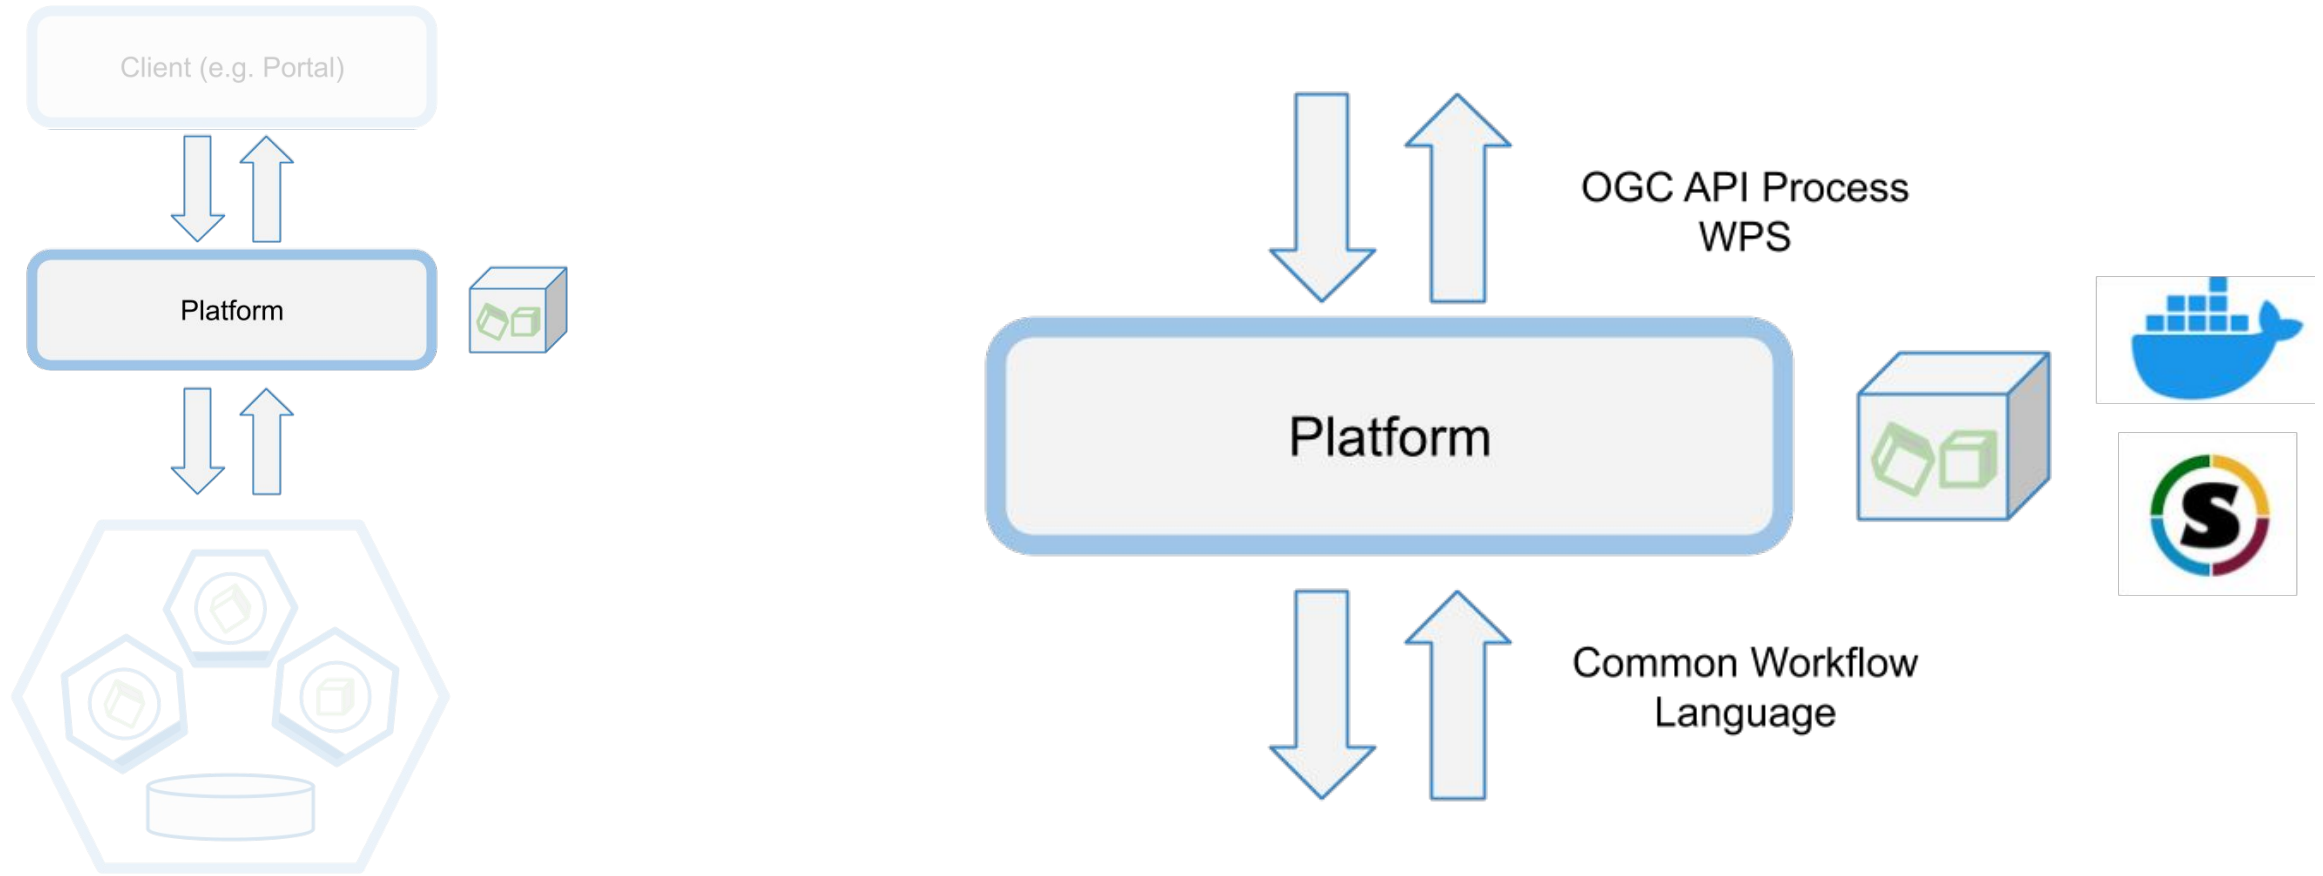 Client (e.g. Portal)
Platform
OGC API Process
WPS
Platform
S
Common Workflow
Language